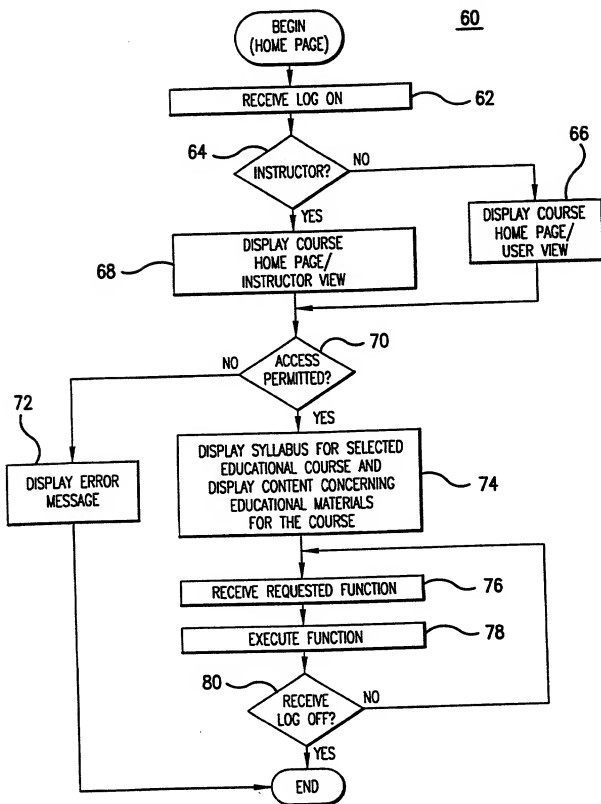 BEGIN
(HOME PAGE)
60
RECEIVE LOG ON
62
64
INSTRUCTOR?
NO
66
YES
DISPLAY COURSE
HOME PAGE/
USER VIEW
68
DISPLAY COURSE
HOME PAGE/
INSTRUCTOR VIEW
70
NO
ACCESS
PERMITTED?
YES
72
DISPLAY ERROR
MESSAGE
DISPLAY SYLLABUS FOR SELECTED
EDUCATIONAL COURSE AND
DISPLAY CONTENT CONCERNING
EDUCATIONAL MATERIALS
FOR THE COURSE
74
RECEIVE REQUESTED FUNCTION
76
EXECUTE FUNCTION
78
80
RECEIVE
LOG OFF?
NO
YES
END